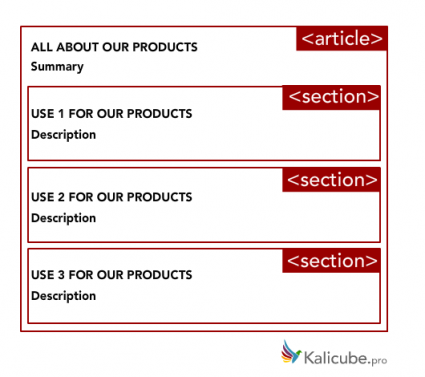 <article>
ALL ABOUT OUR PRODUCTS
Summary
<section>
USE 1 FOR OUR PRODUCTS
Description
<section>
USE 2 FOR OUR PRODUCTS
Description
<section>
USE 3 FOR OUR PRODUCTS
Description
Kalicube.pro